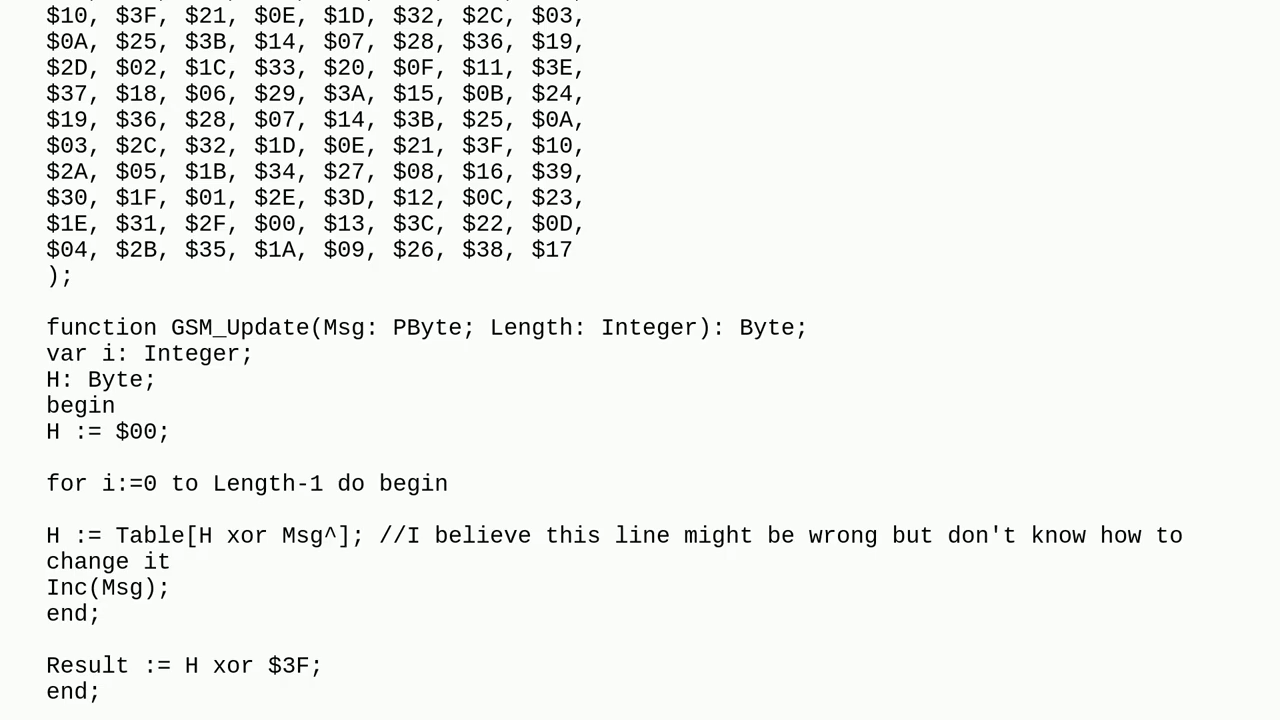 $10, $3F, $21, $0E, $1D, $32, $2C, $03,
$0A, $25, $3B, $14, $07, $28, $36, $19,
$2D, $02, $1C, $33, $20, $0F, $11, $3E,
$37, $18, $06, $29, $3A, $15, $0B, $24,
$19, $36, $28, $07, $14, $3B, $25, $0A,
$03, $2C, $32, $1D, $0E, $21, $3F, $10,
$2A, $05, $1B, $34, $27, $08, $16, $39,
$30, $1F, $01, $2E, $3D, $12, $0C, $23,
$1E, $31, $2F, $00, $13, $3C, $22, $0D,
$04, $2B, $35, $1A, $09, $26, $38, $17
);
function GSM_Update(Msg: PByte; Length: Integer): Byte;
var i: Integer;
H: Byte;
begin
H := $00;
for i:=0 to Length-1 do begin
H := Table[H xor Msg^]; //I believe this line might be wrong but don't know how to
change it
Inc(Msg);
end;
Result := H xor $3F;
end;